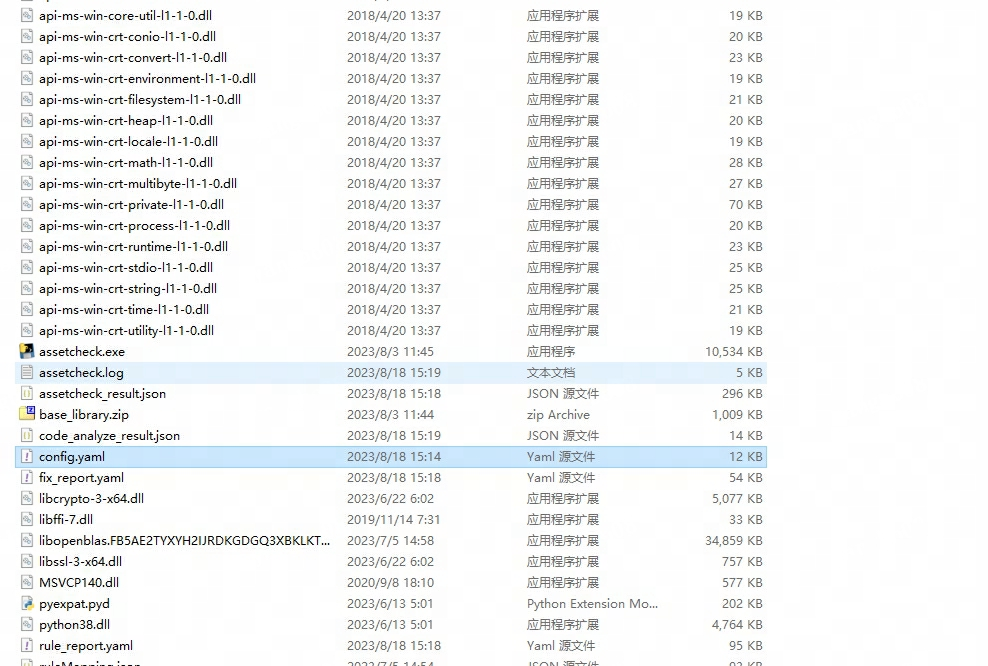 api-ms-win-core-util-l1-1-0.dll 2018/4/20 13:37 应用程序扩展 19 KB
api-ms-win-crt-conio-l1-1-0.dll 2018/4/20 13:37 应用程序扩展 20 KB
api-ms-win-crt-convert-l1-1-0.dll 2018/4/20 13:37 应用程序扩展 23 KB
api-ms-win-crt-environment-l1-1-0.dll 2018/4/20 13:37 应用程序扩展 19 KB
api-ms-win-crt-filesystem-l1-1-0.dll 2018/4/20 13:37 应用程序扩展 21 KB
api-ms-win-crt-heap-l1-1-0.dll 2018/4/20 13:37 应用程序扩展 20 KB
api-ms-win-crt-locale-l1-1-0.dll 2018/4/20 13:37 应用程序扩展 19 KB
api-ms-win-crt-math-l1-1-0.dll 2018/4/20 13:37 应用程序扩展 28 KB
api-ms-win-crt-multibyte-l1-1-0.dll 2018/4/20 13:37 应用程序扩展 27 KB
api-ms-win-crt-private-l1-1-0.dll 2018/4/20 13:37 应用程序扩展 70 KB
api-ms-win-crt-process-l1-1-0.dll 2018/4/20 13:37 应用程序扩展 20 KB
api-ms-win-crt-runtime-l1-1-0.dll 2018/4/20 13:37 应用程序扩展 23 KB
api-ms-win-crt-stdio-l1-1-0.dll 2018/4/20 13:37 应用程序扩展 25 KB
api-ms-win-crt-string-l1-1-0.dll 2018/4/20 13:37 应用程序扩展 25 KB
api-ms-win-crt-time-l1-1-0.dll 2018/4/20 13:37 应用程序扩展 21 KB
api-ms-win-crt-utility-l1-1-0.dll 2018/4/20 13:37 应用程序扩展 19 KB
assetcheck.exe 2023/8/3 11:45 应用程序 10,534 KB
assetcheck.log 2023/8/18 15:19 文本文档 5 KB
assetcheck_result.json 2023/8/18 15:18 JSON 源文件 296 KB
base_library.zip 2023/8/3 11:44 zip Archive 1,009 KB
code_analyze_result.json 2023/8/18 15:19 JSON 源文件 14 KB
config.yaml 2023/8/18 15:14 Yaml 源文件 12 KB
fix_report.yaml 2023/8/18 15:18 Yaml 源文件 54 KB
libcrypto-3-x64.dll 2023/6/22 6:02 应用程序扩展 5,077 KB
libffi-7.dll 2019/11/14 7:31 应用程序扩展 33 KB
libopenblas.FB5AE2TYXYH2IJRDKGDGQ3XBKLKT... 2023/7/5 14:58 应用程序扩展 34,859 KB
libssl-3-x64.dll 2023/6/22 6:02 应用程序扩展 757 KB
MSVCP140.dll 2020/9/8 18:10 应用程序扩展 577 KB
pyexpat.pyd 2023/6/13 5:01 Python Extension Mo... 202 KB
python38.dll 2023/6/13 5:01 应用程序扩展 4,764 KB
rule_report.yaml 2023/8/18 15:18 Yaml 源文件 95 KB